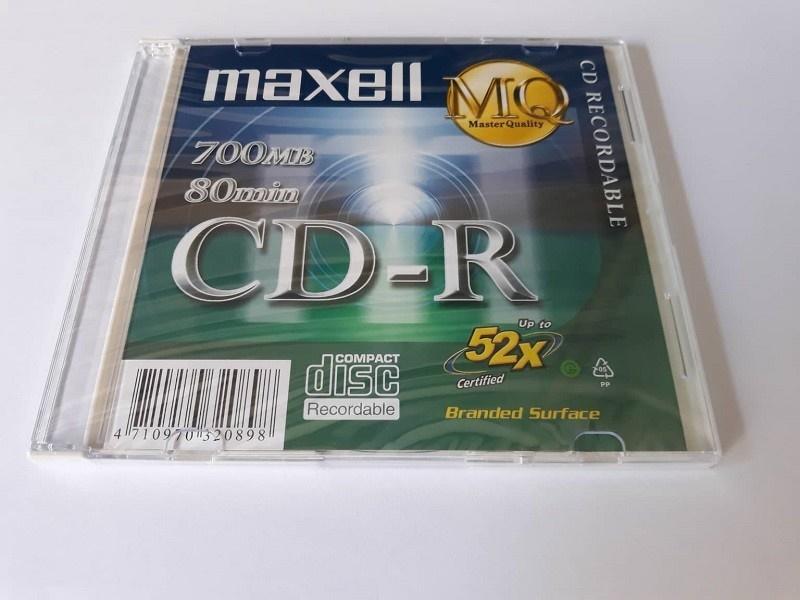 maxell
MQ
Master Quality
CD RECORDABLE
700MB
80min
CD-R
Up to
52x
Certified
COMPACT
disc
Recordable
Branded Surface
05
PP
4 710970 320898